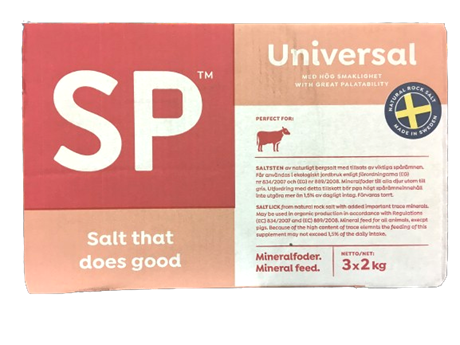 SP™
Salt that
does good
Universal
MED HÖG SMAKLIGHET
WITH GREAT PALATABILITY
NATURAL ROCK SALT
MADE IN SWEDEN
PERFECT FOR:
SALTSTEN av naturligt bergsalt med tillsats av viktiga spårämnen.
Får användas i ekologiskt jordbruk enligt förordningarna (EG)
nr 834/2007 och (EG) nr 889/2008. Mineralfoder till alla djur utom till
gris. Utfodring med detta tillskott bör pga högt spårämnesinnehåll
inte utgöra mer än 1,5% av dagligt intag. Förvaras torrt.
SALT LICK from natural rock salt with added important trace minerals.
May be used in organic production in accordance with Regulations
(EC) 834/2007 and (EC) 889/2008. Mineral feed for all animals, except
pigs. Because of the high content of trace elemnts the feeding of this
supplement may not exceed 1,5% of the daily intake.
Mineralfoder.
Mineral feed.
NETTO/NET:
3x2 kg